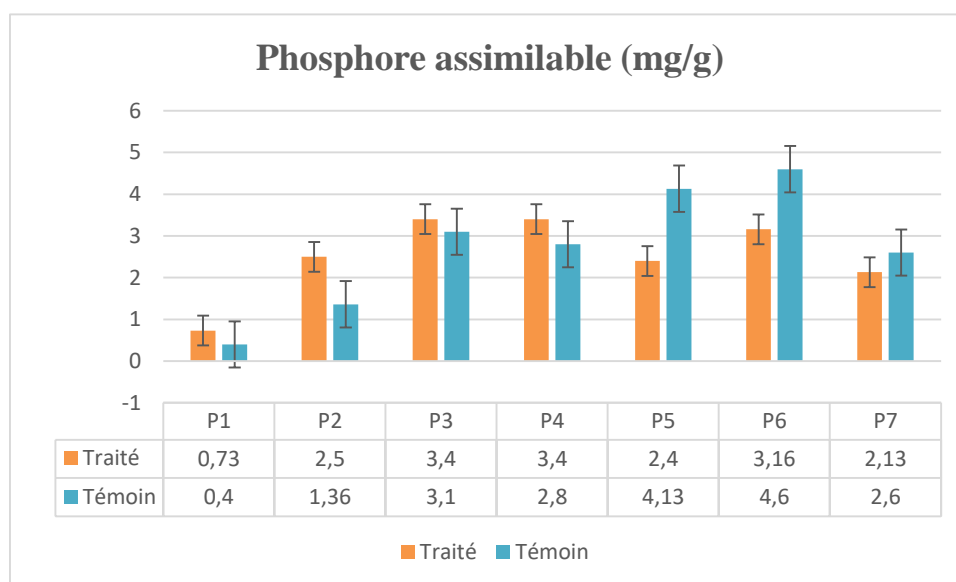 Phosphore assimilable (mg/g)
6
5
4
3
2
1
0
-1
P1 P2 P3 P4 P5 P6 P7
Traité 0,73 2,5 3,4 3,4 2,4 3,16 2,13
Témoin 0,4 1,36 3,1 2,8 4,13 4,6 2,6
Traité Témoin